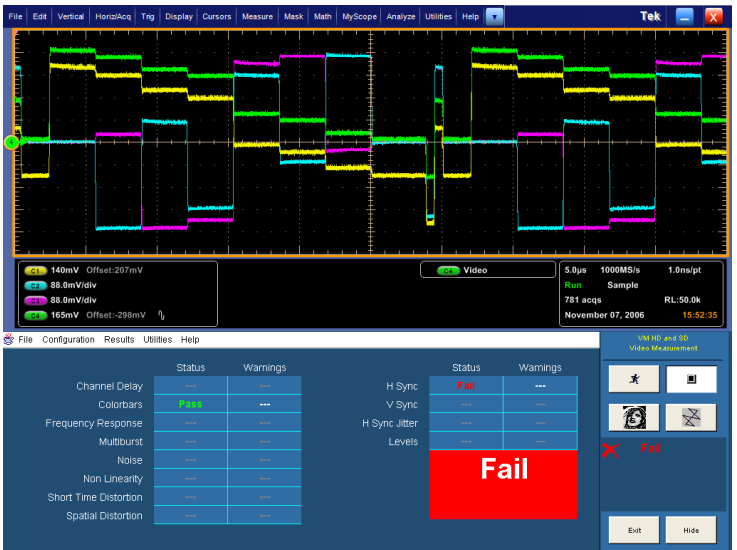 File Edit Vertical Horiz/Acq Trig Display Cursors Measure Mask Math MyScope Analyze Utilities Help Tek X
4
C1 140mV Offset:207mV
C2 88.0mV/div
C3 88.0mV/div
C4 165mV Offset:-298mV
C4 Video
5.0µs 1000MS/s 1.0ns/pt
Run Sample
781 acqs RL:50.0k
November 07, 2006 15:52:35
File Configuration Results Utilities Help
VM HD and SD
Video Measurement
Status Warnings Status Warnings
Channel Delay --- --- H Sync Fail ---
Colorbars Pass --- V Sync --- ---
Frequency Response --- --- H Sync Jitter --- ---
Multiburst --- --- Levels --- ---
Noise --- ---
Non Linearity --- ---
Short Time Distortion --- ---
Spatial Distortion --- ---
Fail
Fail
Exit Hide